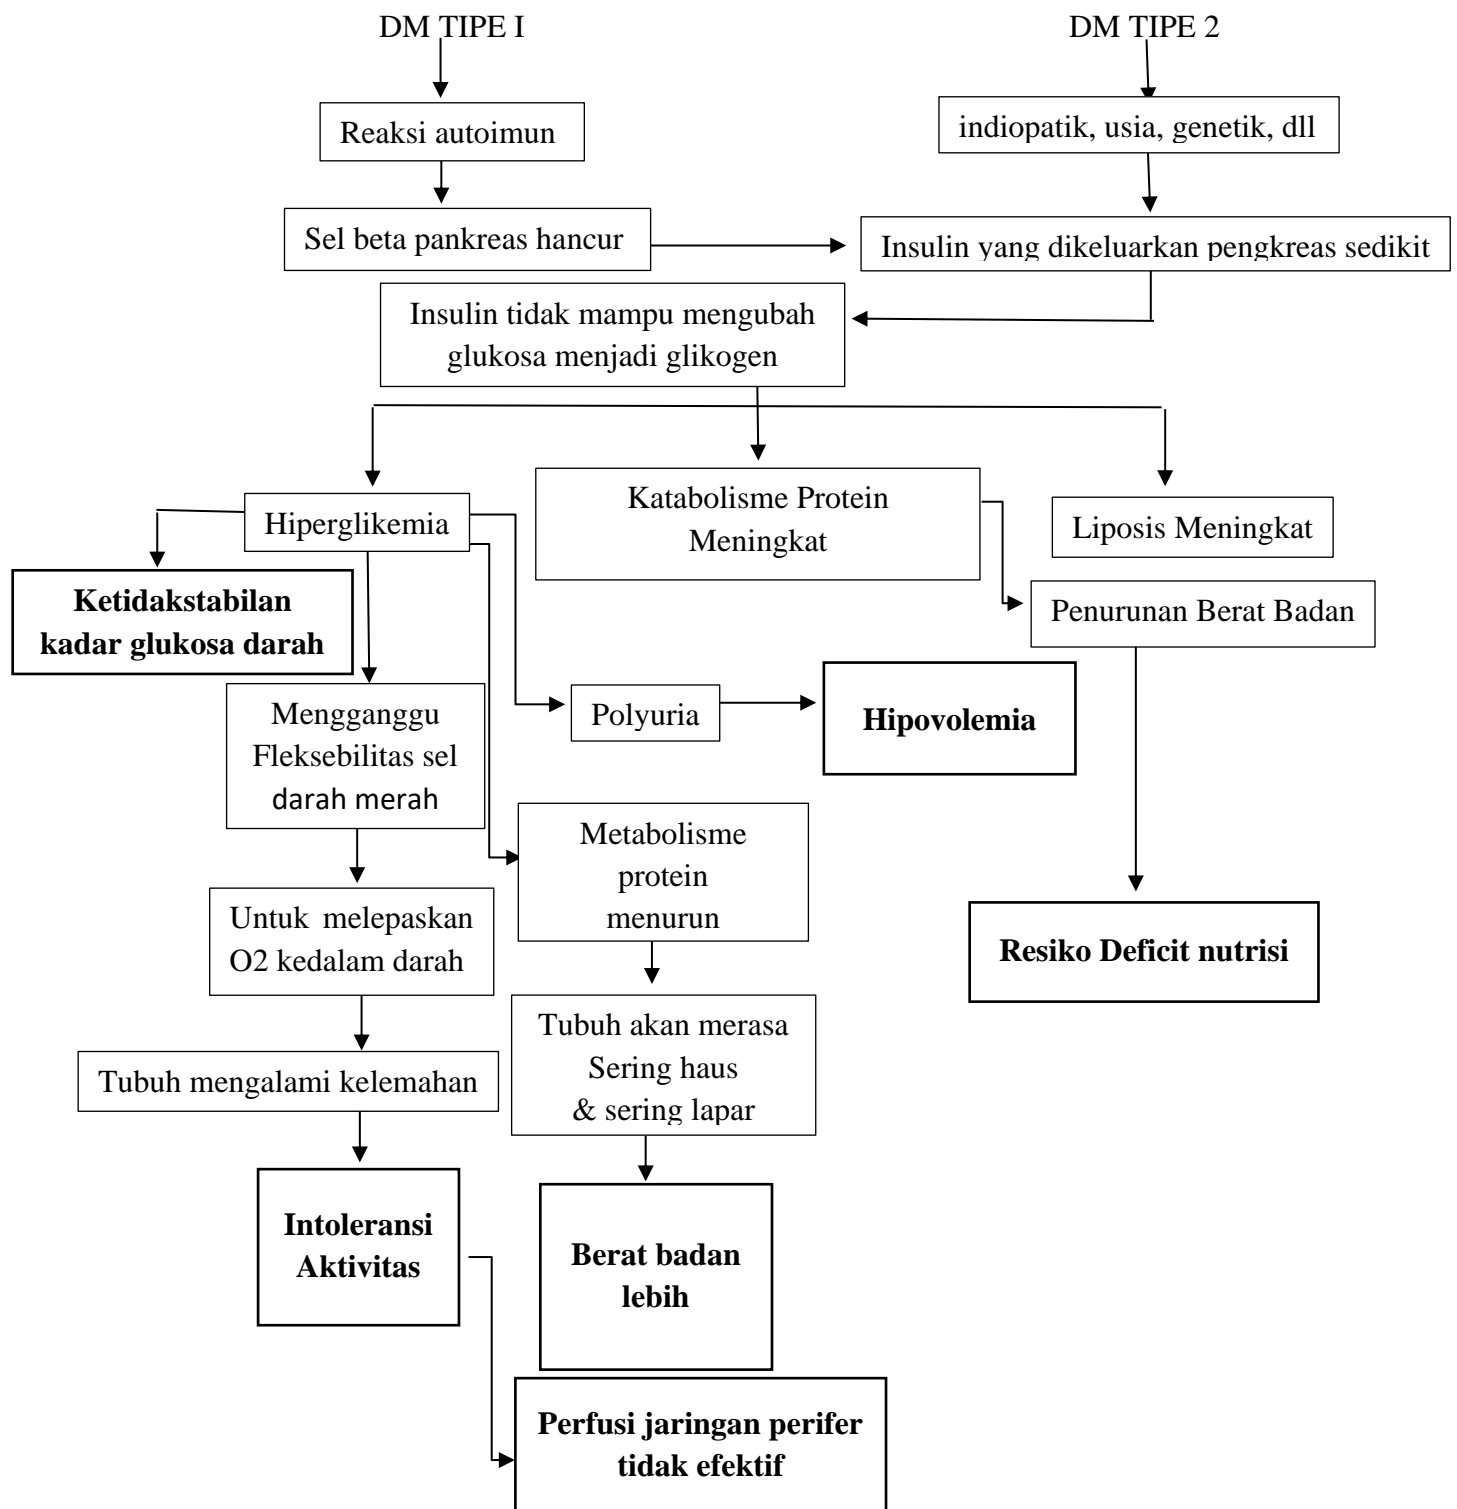 DM TIPE I
DM TIPE 2
Reaksi autoimun
indiopatik, usia, genetik, dll
Sel beta pankreas hancur
Insulin yang dikeluarkan pengkreas sedikit
Insulin tidak mampu mengubah
glukosa menjadi glikogen
Hiperglikemia
Katabolisme Protein
Meningkat
Liposis Meningkat
Ketidakstabilan
kadar glukosa darah
Penurunan Berat Badan
Mengganggu
Fleksebilitas sel
darah merah
Polyuria
Hipovolemia
Metabolisme
protein
menurun
Untuk melepaskan
O2 kedalam darah
Resiko Deficit nutrisi
Tubuh mengalami kelemahan
Tubuh akan merasa
Sering haus
& sering lapar
Intoleransi
Aktivitas
Berat badan
lebih
Perfusi jaringan perifer
tidak efektif